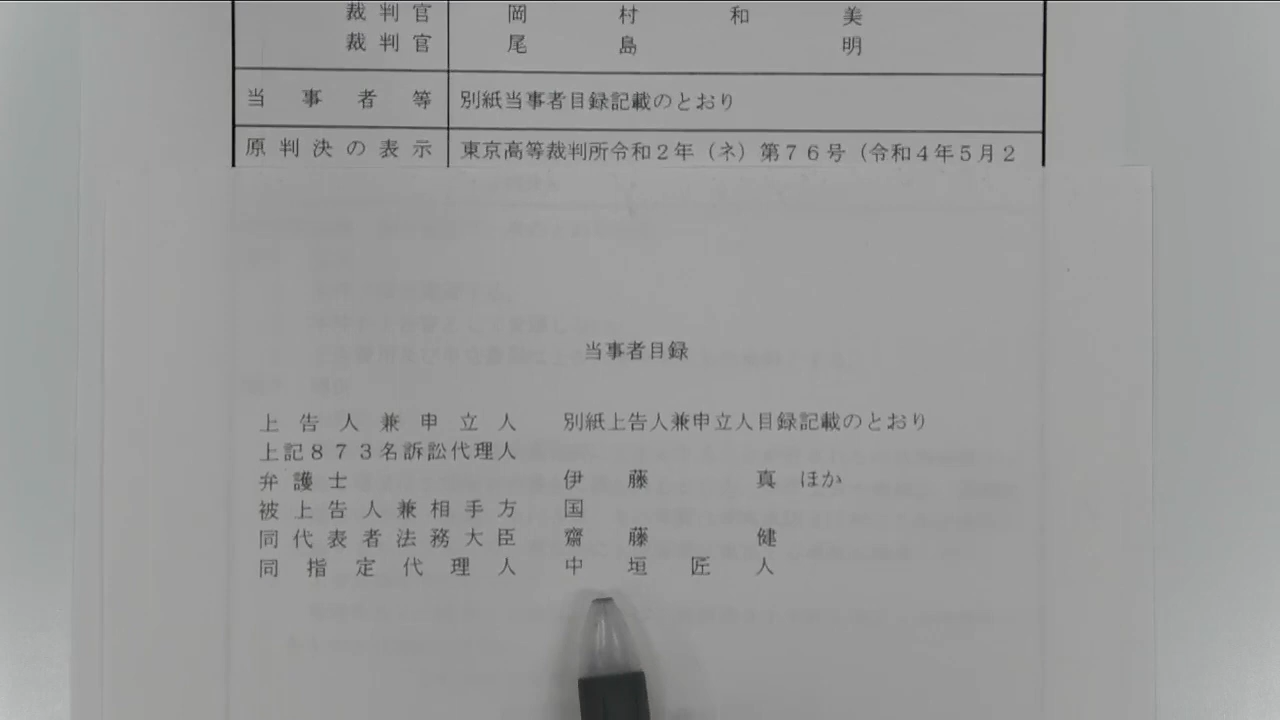 裁判官 岡村和美
裁判官 尾島明
当事者等 別紙当事者目録記載のとおり
原判決の表示 東京高等裁判所令和２年（ネ）第７６号（令和４年５月２
当事者目録
上告人兼申立人 別紙上告人兼申立人目録記載のとおり
上記８７３名訴訟代理人
弁護士 伊藤真 ほか
被上告人兼相手方 国
同代表者法務大臣 齋藤健
同指定代理人 中垣匠人